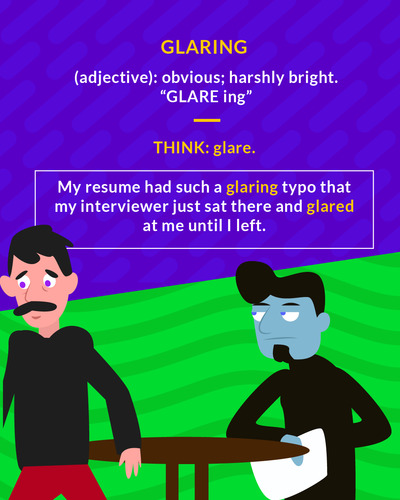 GLARING
(adjective): obvious; harshly bright.
“GLARE ing”
THINK: glare.
My resume had such a glaring typo that
my interviewer just sat there and glared
at me until I left.